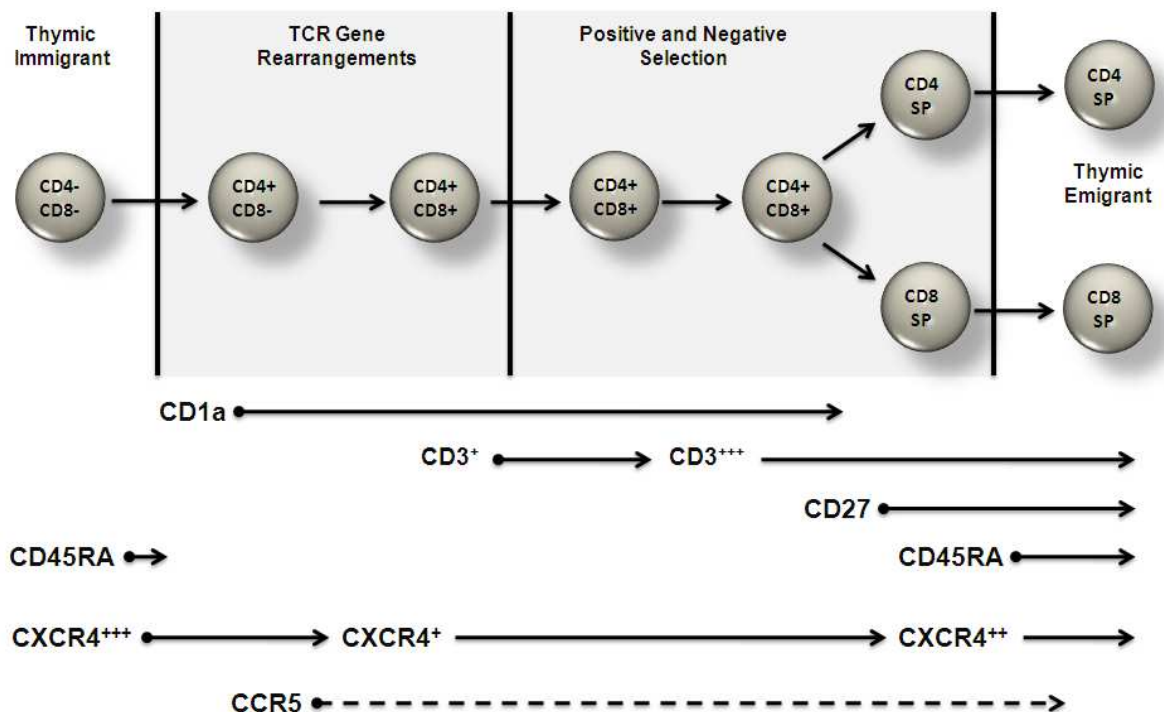 Thymic
Immigrant
TCR Gene
Rearrangements
Positive and Negative
Selection
CD4
SP
CD4
SP
CD4-
CD8-
CD4+
CD8-
CD4+
CD8+
CD4+
CD8+
CD4+
CD8+
Thymic
Emigrant
CD8
SP
CD8
SP
CD1a
CD3⁺ CD3⁺⁺⁺
CD27
CD45RA CD45RA
CXCR4⁺⁺⁺ CXCR4⁺ CXCR4⁺⁺
CCR5